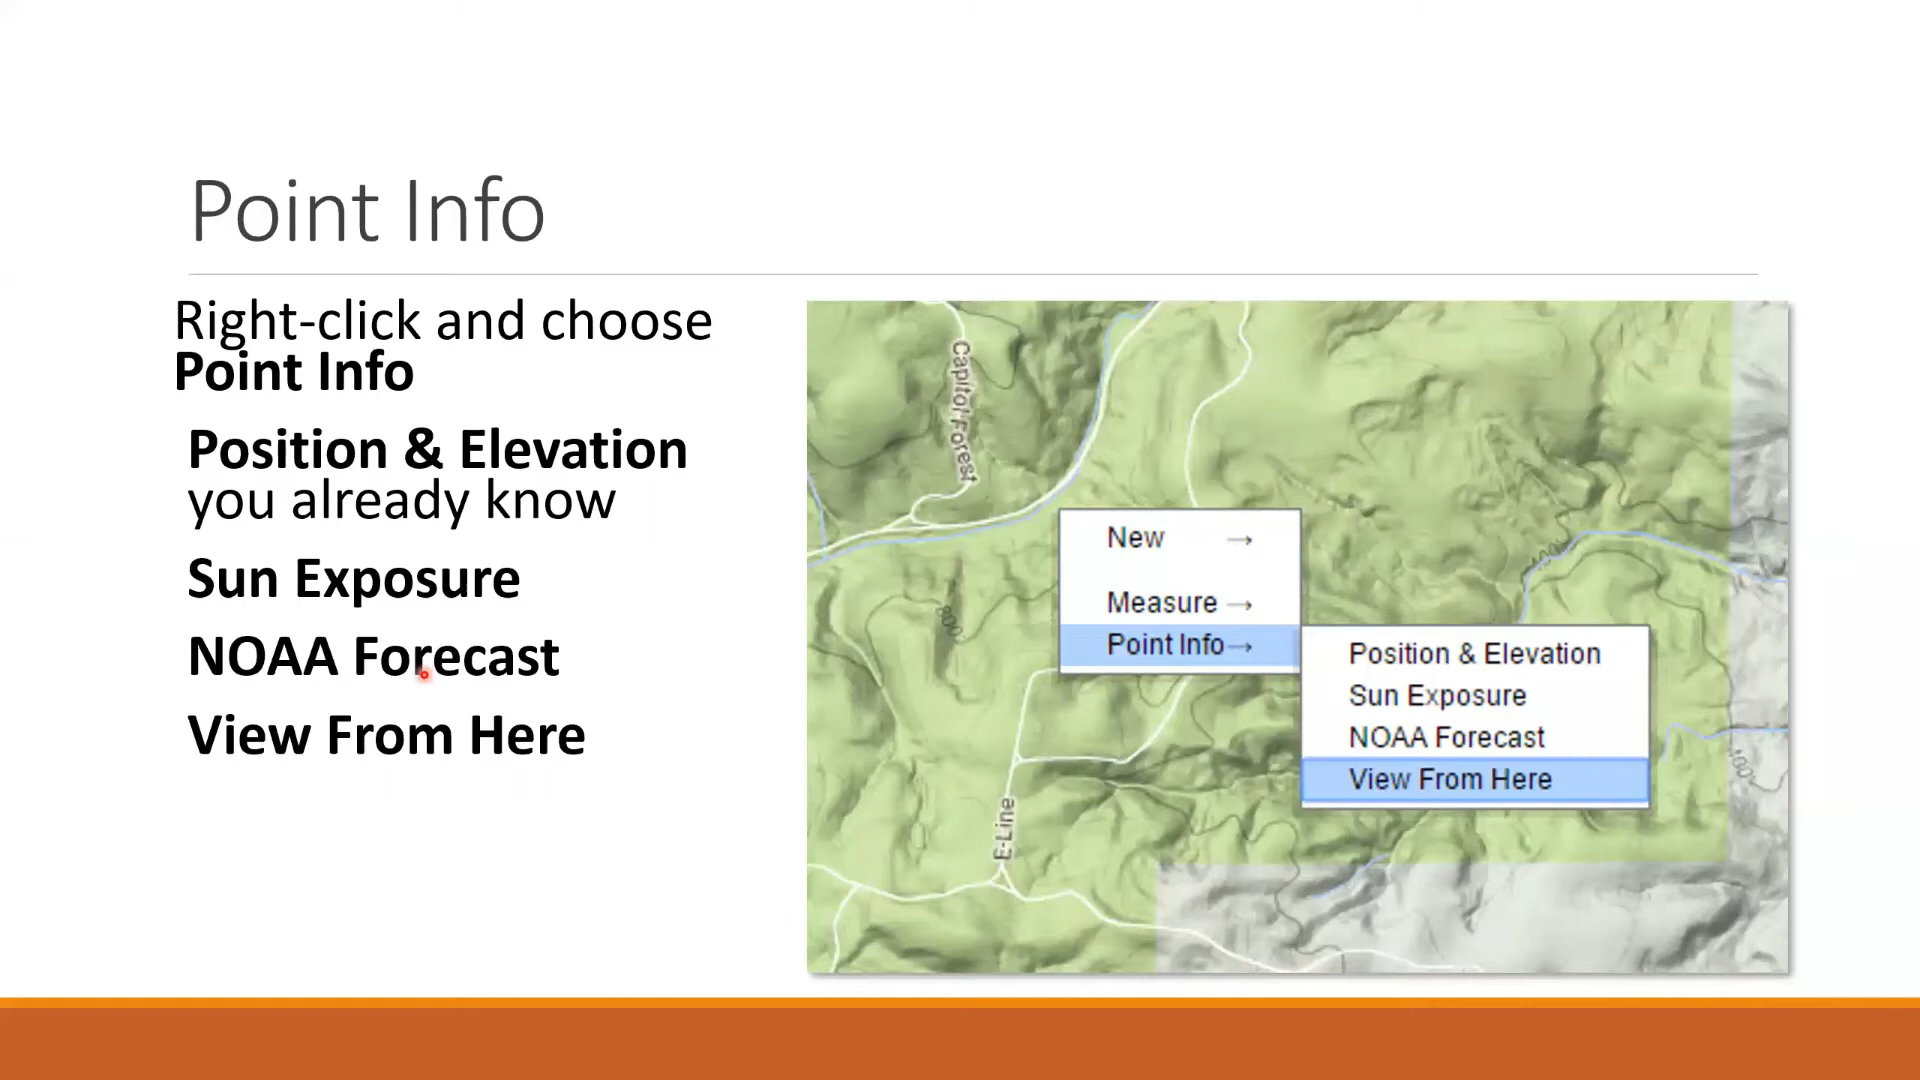 Point Info
Right-click and choose
Point Info
Position & Elevation
you already know
Sun Exposure
NOAA Forecast
View From Here
Capitol Forest
New →
Measure →
Point Info→
Position & Elevation
Sun Exposure
NOAA Forecast
View From Here
E-Line
800